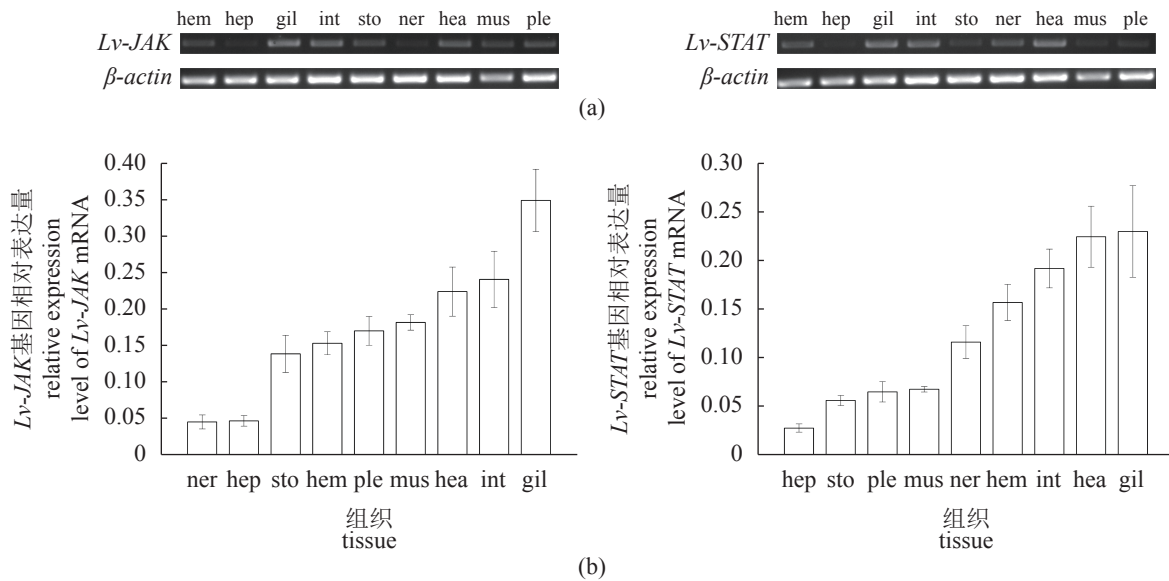 hem hep gil int sto ner hea mus ple
Lv-JAK
β-actin
hem hep gil int sto ner hea mus ple
Lv-STAT
β-actin
(a)
Lv-JAK基因相对表达量
relative expression
level of Lv-JAK mRNA
0.40
0.35
0.30
0.25
0.20
0.15
0.10
0.05
0
ner hep sto hem ple mus hea int gil
组织
tissue
Lv-STAT基因相对表达量
relative expression
level of Lv-STAT mRNA
0.30
0.25
0.20
0.15
0.10
0.05
0
hep sto ple mus ner hem int hea gil
组织
tissue
(b)